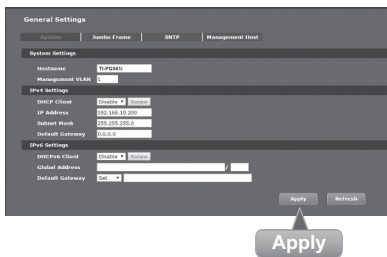 General Settings
System Jumbo Frame SNTP Management Host
System Settings
Hostname TI-PG541i
Management VLAN 1
IPv4 Settings
DHCP Client Disable Renew
IP Address 192.168.10.200
Subnet Mask 255.255.255.0
Default Gateway 0.0.0.0
IPv6 Settings
DHCPv6 Client Disable Renew
Global Address /
Default Gateway Set
Apply Refresh
Apply